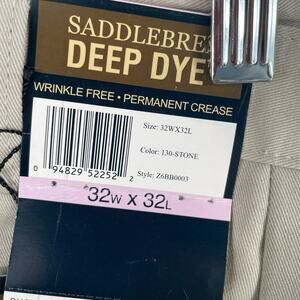 SADDLEBRE
DEEP DYE
WRINKLE FREE • PERMANENT CREASE
Size: 32WX32L
Color: 130-STONE
Style: Z6BB0003
0 94829 52252 2
32W X 32L